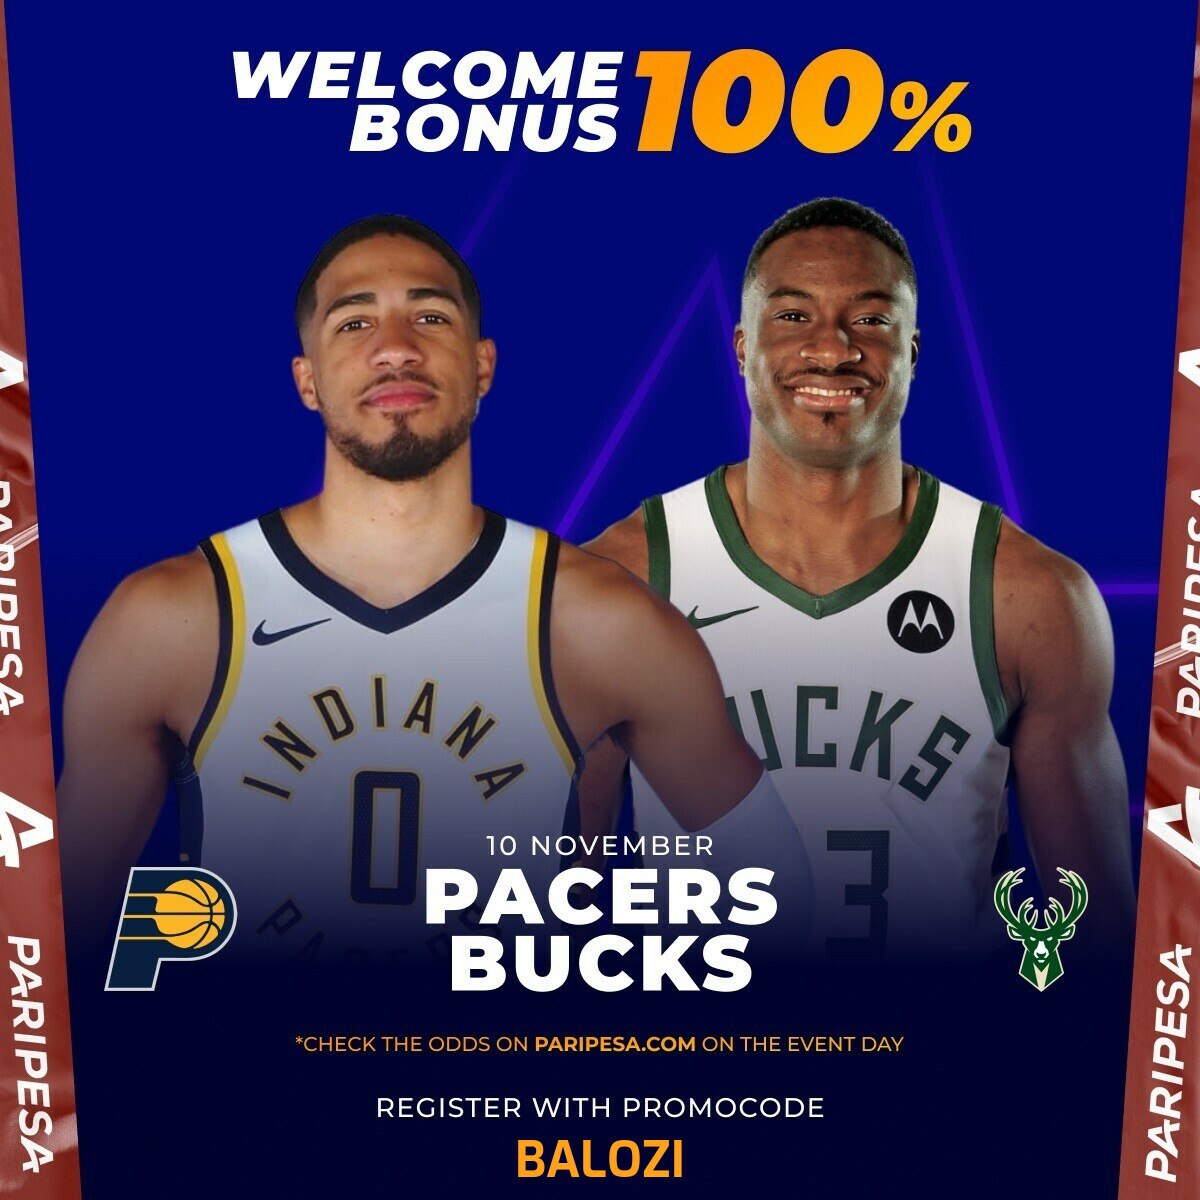 WELCOME
BONUS
100%
INDIANA
0
PACERS
UCKS
3
10 NOVEMBER
PACERS
BUCKS
*CHECK THE ODDS ON PARIPESA.COM ON THE EVENT DAY
REGISTER WITH PROMOCODE
BALOZI
PARIPESA
PARIPESA
PARIPESA
PARIPESA